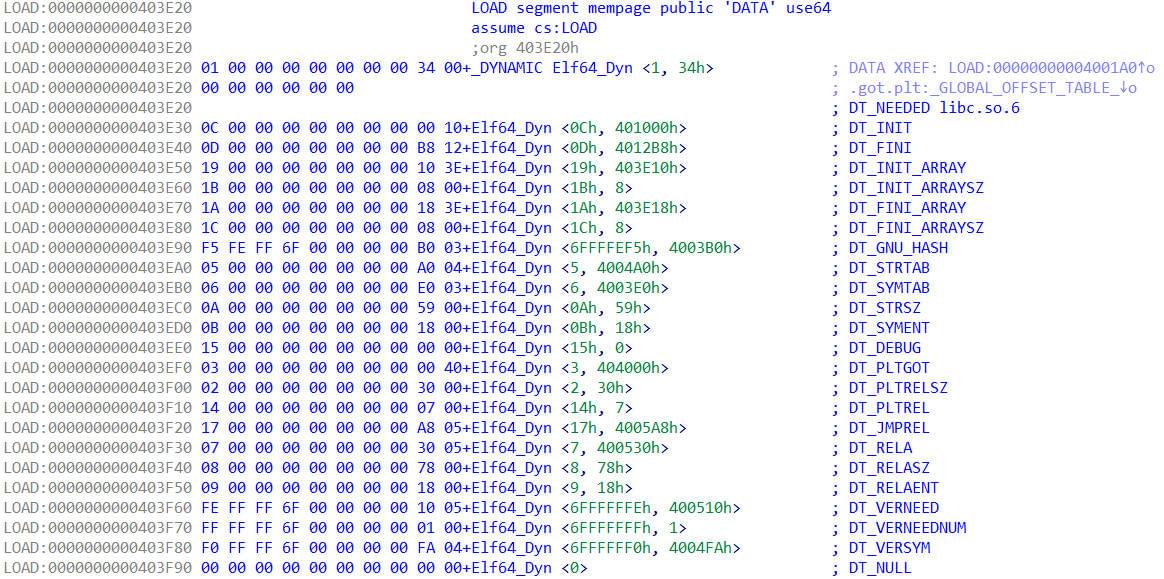 LOAD:0000000000403E20 LOAD segment mempage public 'DATA' use64
LOAD:0000000000403E20 assume cs:LOAD
LOAD:0000000000403E20 ;org 403E20h
LOAD:0000000000403E20 01 00 00 00 00 00 00 00 34 00+_DYNAMIC Elf64_Dyn <1, 34h> ; DATA XREF: LOAD:00000000004001A0↑o
LOAD:0000000000403E20 00 00 00 00 00 00 ; .got.plt:_GLOBAL_OFFSET_TABLE_↓o
LOAD:0000000000403E20 ; DT_NEEDED libc.so.6
LOAD:0000000000403E30 0C 00 00 00 00 00 00 00 00 10+Elf64_Dyn <0Ch, 401000h> ; DT_INIT
LOAD:0000000000403E40 0D 00 00 00 00 00 00 00 B8 12+Elf64_Dyn <0Dh, 4012B8h> ; DT_FINI
LOAD:0000000000403E50 19 00 00 00 00 00 00 00 10 3E+Elf64_Dyn <19h, 403E10h> ; DT_INIT_ARRAY
LOAD:0000000000403E60 1B 00 00 00 00 00 00 00 08 00+Elf64_Dyn <1Bh, 8> ; DT_INIT_ARRAYSZ
LOAD:0000000000403E70 1A 00 00 00 00 00 00 00 18 3E+Elf64_Dyn <1Ah, 403E18h> ; DT_FINI_ARRAY
LOAD:0000000000403E80 1C 00 00 00 00 00 00 00 08 00+Elf64_Dyn <1Ch, 8> ; DT_FINI_ARRAYSZ
LOAD:0000000000403E90 F5 FE FF 6F 00 00 00 00 B0 03+Elf64_Dyn <6FFFFEF5h, 4003B0h> ; DT_GNU_HASH
LOAD:0000000000403EA0 05 00 00 00 00 00 00 00 A0 04+Elf64_Dyn <5, 4004A0h> ; DT_STRTAB
LOAD:0000000000403EB0 06 00 00 00 00 00 00 00 E0 03+Elf64_Dyn <6, 4003E0h> ; DT_SYMTAB
LOAD:0000000000403EC0 0A 00 00 00 00 00 00 00 59 00+Elf64_Dyn <0Ah, 59h> ; DT_STRSZ
LOAD:0000000000403ED0 0B 00 00 00 00 00 00 00 18 00+Elf64_Dyn <0Bh, 18h> ; DT_SYMENT
LOAD:0000000000403EE0 15 00 00 00 00 00 00 00 00 00+Elf64_Dyn <15h, 0> ; DT_DEBUG
LOAD:0000000000403EF0 03 00 00 00 00 00 00 00 00 40+Elf64_Dyn <3, 404000h> ; DT_PLTGOT
LOAD:0000000000403F00 02 00 00 00 00 00 00 00 30 00+Elf64_Dyn <2, 30h> ; DT_PLTRELSZ
LOAD:0000000000403F10 14 00 00 00 00 00 00 00 07 00+Elf64_Dyn <14h, 7> ; DT_PLTREL
LOAD:0000000000403F20 17 00 00 00 00 00 00 00 A8 05+Elf64_Dyn <17h, 4005A8h> ; DT_JMPREL
LOAD:0000000000403F30 07 00 00 00 00 00 00 00 30 05+Elf64_Dyn <7, 400530h> ; DT_RELA
LOAD:0000000000403F40 08 00 00 00 00 00 00 00 78 00+Elf64_Dyn <8, 78h> ; DT_RELASZ
LOAD:0000000000403F50 09 00 00 00 00 00 00 00 18 00+Elf64_Dyn <9, 18h> ; DT_RELAENT
LOAD:0000000000403F60 FE FF FF 6F 00 00 00 00 10 05+Elf64_Dyn <6FFFFFFEh, 400510h> ; DT_VERNEED
LOAD:0000000000403F70 FF FF FF 6F 00 00 00 00 01 00+Elf64_Dyn <6FFFFFFFh, 1> ; DT_VERNEEDNUM
LOAD:0000000000403F80 F0 FF FF 6F 00 00 00 00 FA 04+Elf64_Dyn <6FFFFFF0h, 4004FAh> ; DT_VERSYM
LOAD:0000000000403F90 00 00 00 00 00 00 00 00 00 00+Elf64_Dyn <0> ; DT_NULL